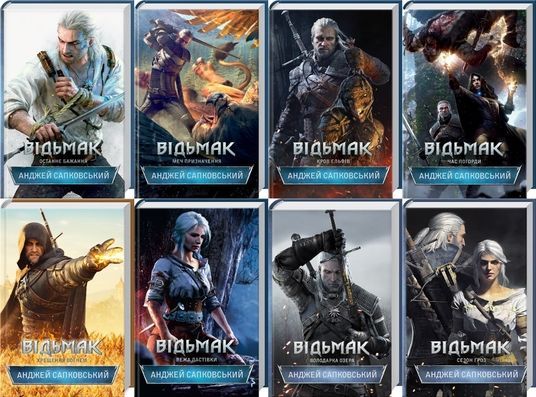 ВІДЬМАК
ОСТАННЄ БАЖАННЯ
АНДЖЕЙ САПКОВСЬКИЙ
ВІДЬМАК
МЕЧ ПРИЗНАЧЕННЯ
АНДЖЕЙ САПКОВСЬКИЙ
ВІДЬМАК
КРОВ ЕЛЬФІВ
АНДЖЕЙ САПКОВСЬКИЙ
ВІДЬМАК
ЧАС ПОГОРДИ
АНДЖЕЙ САПКОВСЬКИЙ
ВІДЬМАК
ХРЕЩЕННЯ ВОГНЕМ
АНДЖЕЙ САПКОВСЬКИЙ
ВІДЬМАК
ВЕЖА ЛАСТІВКИ
АНДЖЕЙ САПКОВСЬКИЙ
ВІДЬМАК
ВОЛОДАРКА ОЗЕРА
АНДЖЕЙ САПКОВСЬКИЙ
ВІДЬМАК
СЕЗОН ГРОЗ
АНДЖЕЙ САПКОВСЬКИЙ